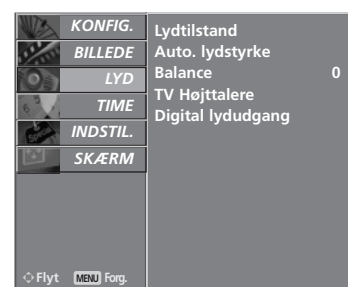 KONFIG.
BILLEDE
LYD
TIME
INDSTIL.
SKÆRM
Lydtilstand
Auto. lydstyrke
Balance 0
TV Højttalere
Digital lydudgang
Flyt MENU Forg.